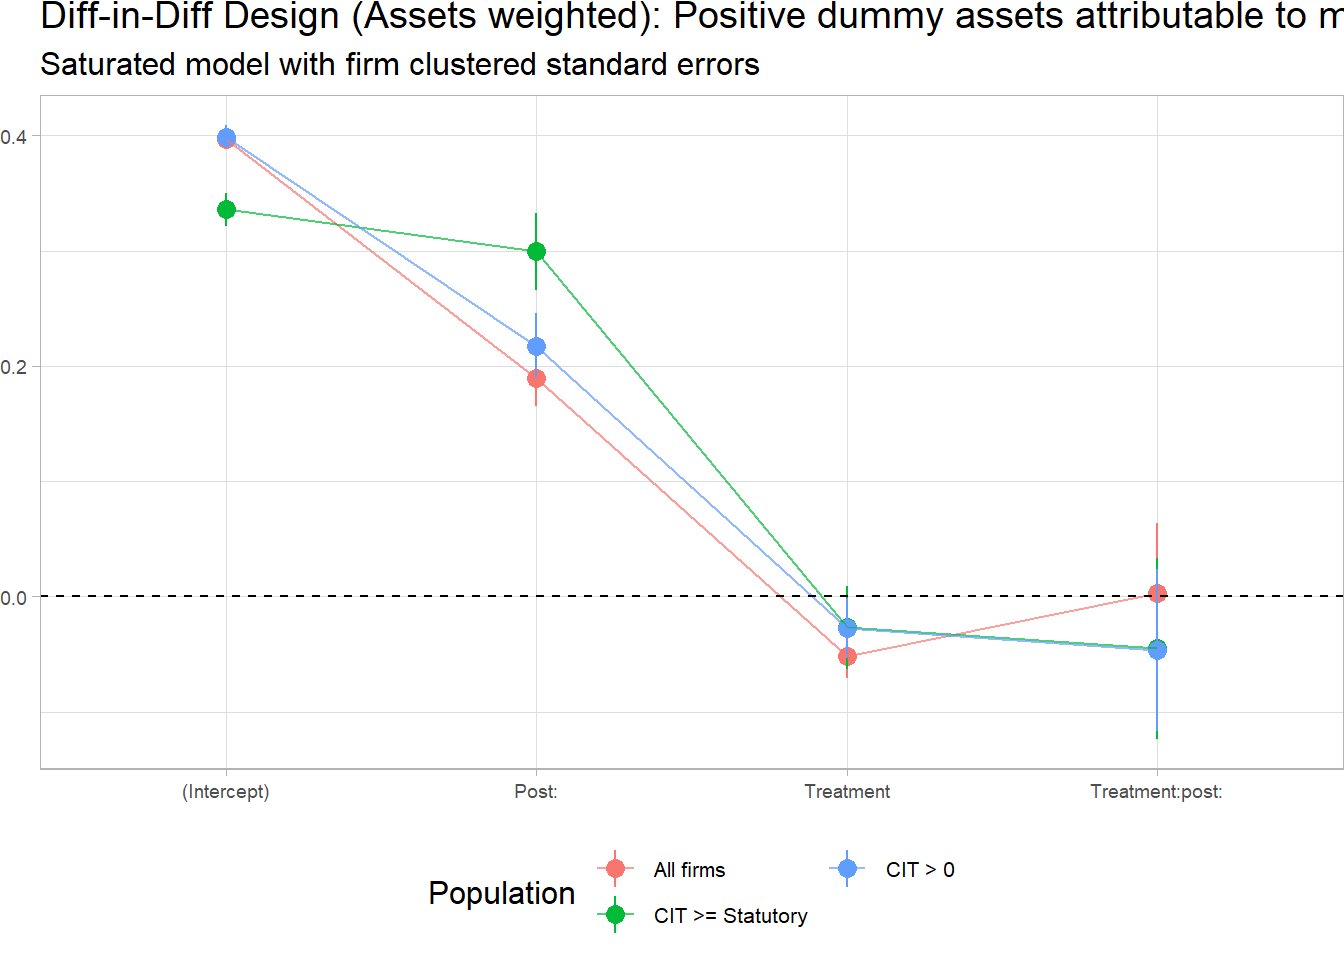 Diff-in-Diff Design (Assets weighted): Positive dummy assets attributable to m
Saturated model with firm clustered standard errors
0.4
0.2
0.0
(Intercept) Post: Treatment Treatment:post:
Population
All firms CIT > 0
CIT >= Statutory